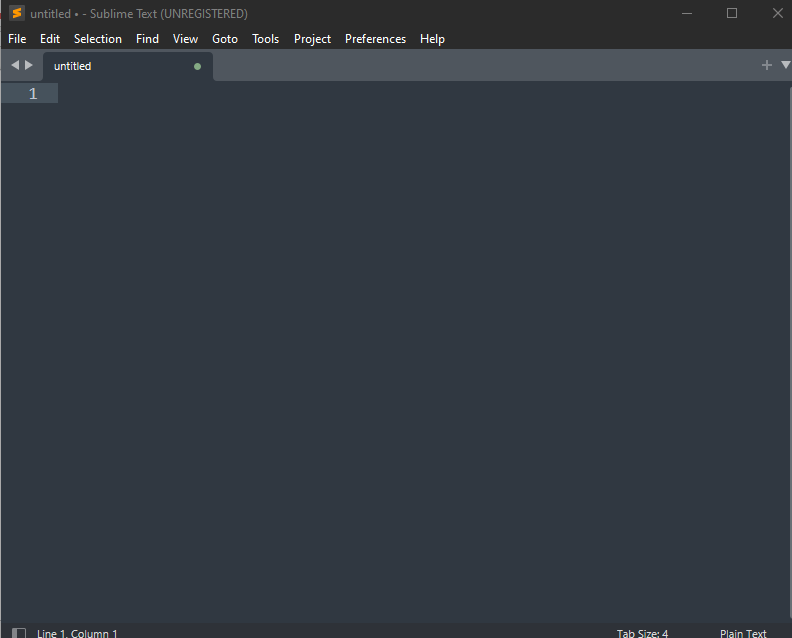 untitled • - Sublime Text (UNREGISTERED)
File Edit Selection Find View Goto Tools Project Preferences Help
untitled
1
Line 1, Column 1 Tab Size: 4 Plain Text